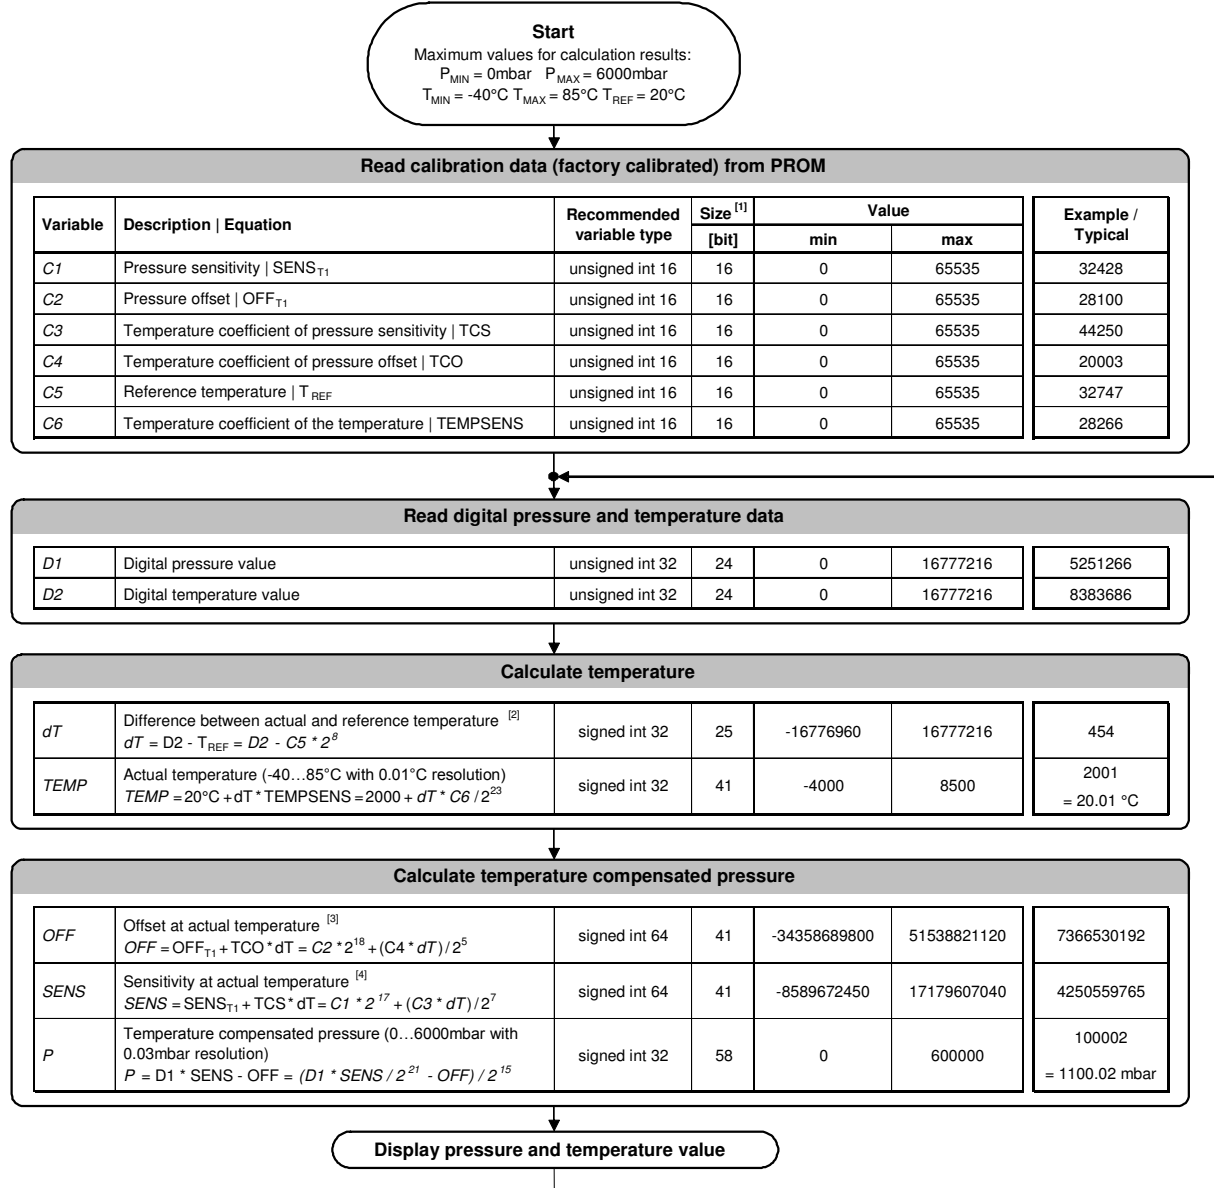 Start
Maximum values for calculation results:
PMIN = 0mbar PMAX = 6000mbar
TMIN = -40°C TMAX = 85°C TREF = 20°C
Read calibration data (factory calibrated) from PROM
Variable Description | Equation Recommended variable type Size [1] [bit] Value min max Example / Typical
C1 Pressure sensitivity | SENST1 unsigned int 16 16 0 65535 32428
C2 Pressure offset | OFFT1 unsigned int 16 16 0 65535 28100
C3 Temperature coefficient of pressure sensitivity | TCS unsigned int 16 16 0 65535 44250
C4 Temperature coefficient of pressure offset | TCO unsigned int 16 16 0 65535 20003
C5 Reference temperature | T REF unsigned int 16 16 0 65535 32747
C6 Temperature coefficient of the temperature | TEMPSENS unsigned int 16 16 0 65535 28266
Read digital pressure and temperature data
D1 Digital pressure value unsigned int 32 24 0 16777216 5251266
D2 Digital temperature value unsigned int 32 24 0 16777216 8383686
Calculate temperature
dT Difference between actual and reference temperature [2]
dT = D2 - TREF = D2 - C5 * 2^8 signed int 32 25 -16776960 16777216 454
TEMP Actual temperature (-40…85°C with 0.01°C resolution)
TEMP = 20°C + dT * TEMPSENS = 2000 + dT * C6 / 2^23 signed int 32 41 -4000 8500 2001
= 20.01 °C
Calculate temperature compensated pressure
OFF Offset at actual temperature [3]
OFF = OFFT1 + TCO * dT = C2 * 2^18 + (C4 * dT) / 2^5 signed int 64 41 -34358689800 51538821120 7366530192
SENS Sensitivity at actual temperature [4]
SENS = SENST1 + TCS * dT = C1 * 2^17 + (C3 * dT) / 2^7 signed int 64 41 -8589672450 17179607040 4250559765
P Temperature compensated pressure (0…6000mbar with
0.03mbar resolution)
P = D1 * SENS - OFF = (D1 * SENS / 2^21 - OFF) / 2^15 signed int 32 58 0 600000 100002
= 1100.02 mbar
Display pressure and temperature value